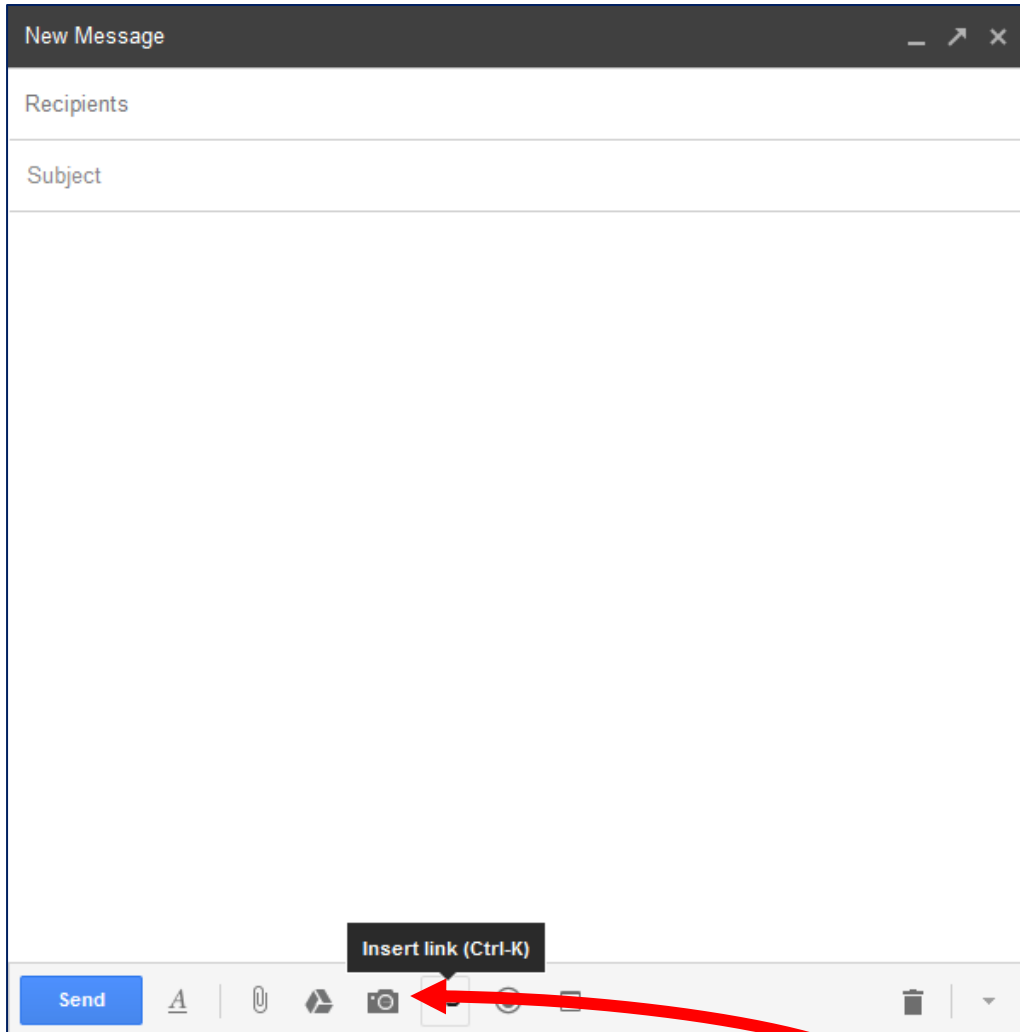 New Message
Recipients
Subject
Insert link (Ctrl-K)
Send
A